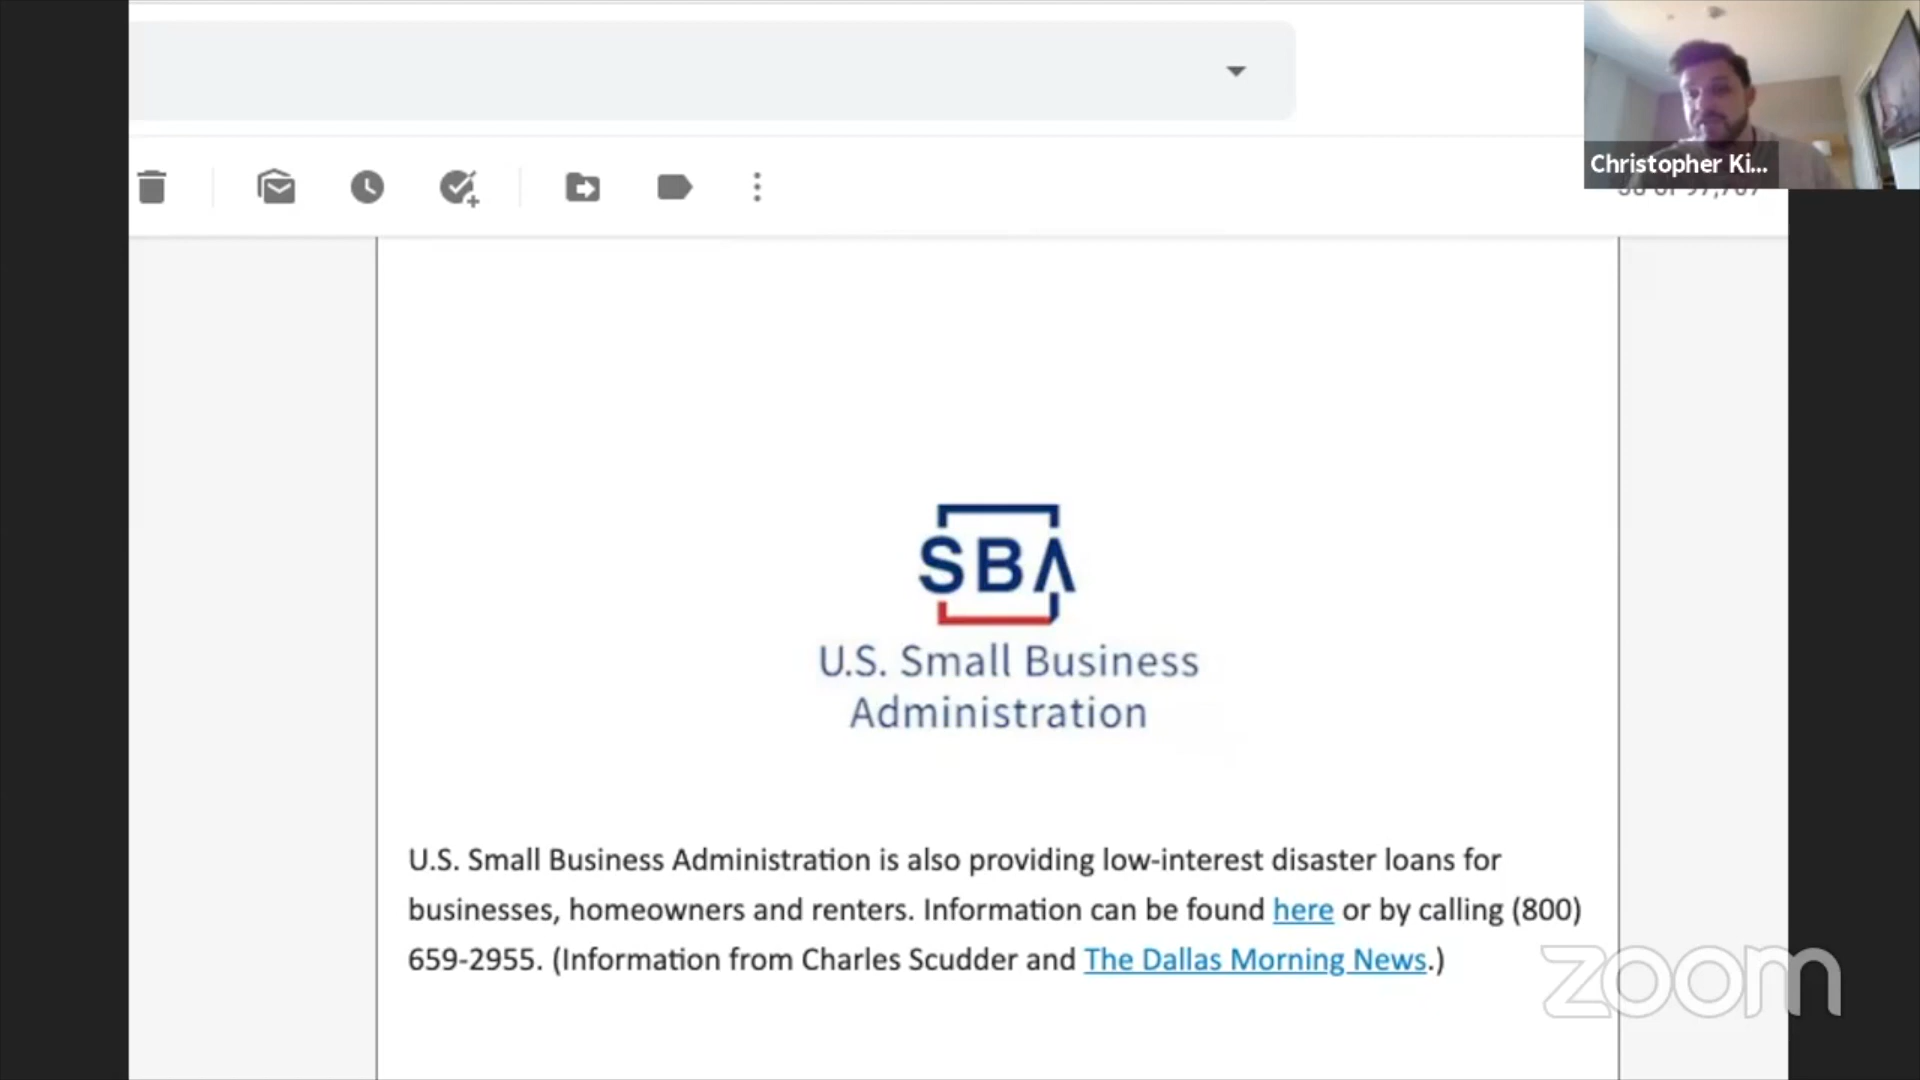 Christopher Ki...
SBA
U.S. Small Business
Administration
U.S. Small Business Administration is also providing low-interest disaster loans for
businesses, homeowners and renters. Information can be found here or by calling (800)
659-2955. (Information from Charles Scudder and The Dallas Morning News.)
zoom